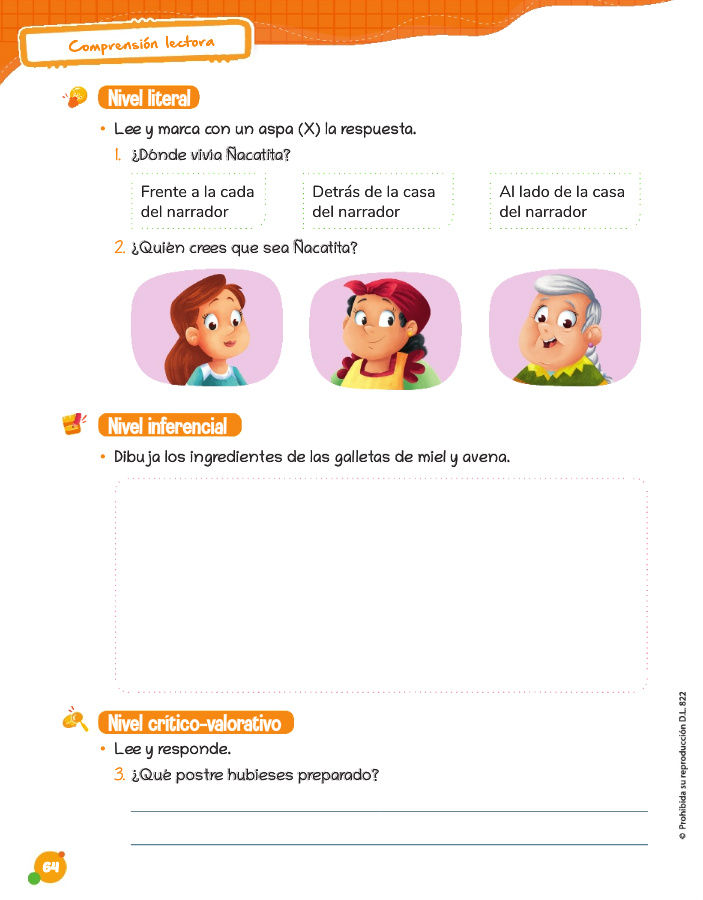 Comprensión lectora
Nivel literal
• Lee y marca con un aspa (X) la respuesta.
1. ¿Dónde vivía Ñacatita?
Frente a la cada
del narrador
Detrás de la casa
del narrador
Al lado de la casa
del narrador
2. ¿Quién crees que sea Ñacatita?
Nivel inferencial
• Dibuja los ingredientes de las galletas de miel y avena.
Nivel crítico-valorativo
• Lee y responde.
3. ¿Qué postre hubieses preparado?
© Prohibida su reproducción D.L. 822
64